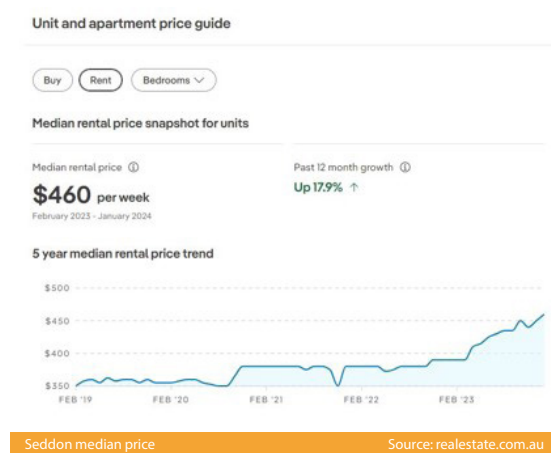 Unit and apartment price guide
Buy Rent Bedrooms
Median rental price snapshot for units
Median rental price
$460 per week
February 2023 - January 2024
Past 12 month growth
Up 17.9% ↑
5 year median rental price trend
$500
$450
$400
$350
FEB '19 FEB '20 FEB '21 FEB '22 FEB '23
Seddon median price Source: realestate.com.au